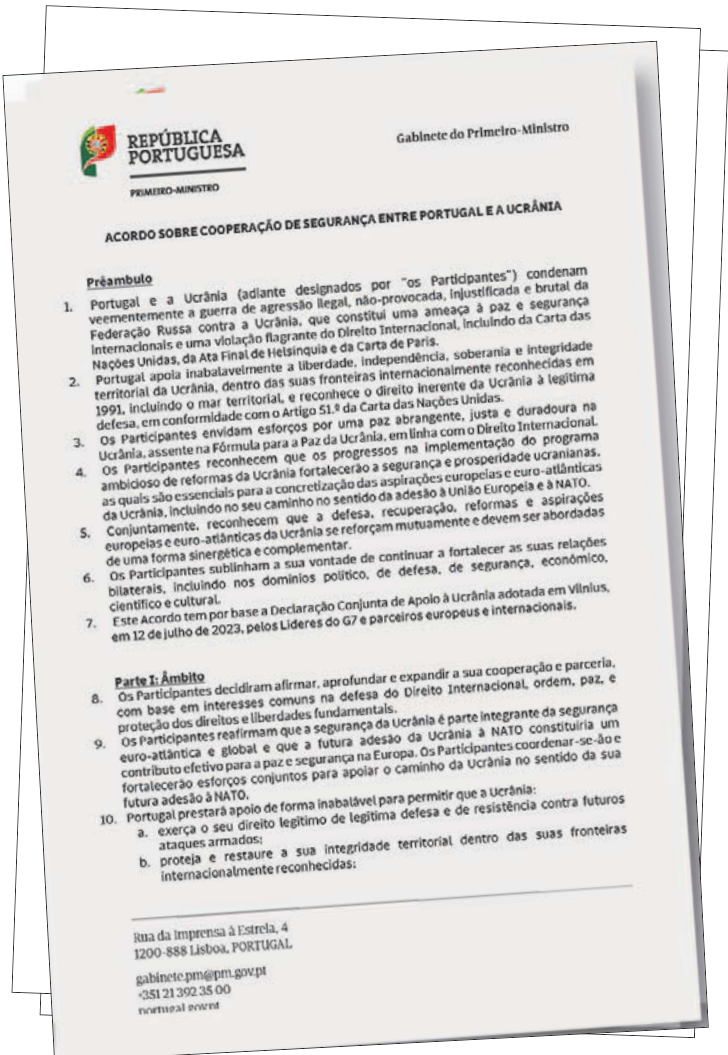 REPÚBLICA
PORTUGUESA
PRIMEIRO-MINISTRO
Gabinete do Primeiro-Ministro
ACORDO SOBRE COOPERAÇÃO DE SEGURANÇA ENTRE PORTUGAL E A UCRÂNIA
Prêambulo
1. Portugal e a Ucrânia (adiante designados por "os Participantes") condenam
veementemente a guerra de agressão ilegal, não-provocada, injustificada e brutal da
Federação Russa contra a Ucrânia, que constitui uma ameaça à paz e segurança
internacionais e uma violação flagrante do Direito Internacional, incluindo da Carta das
Nações Unidas, da Ata Final de Helsínquia e da Carta de Paris.
2. Portugal apoia inabalavelmente a liberdade, independência, soberania e integridade
territorial da Ucrânia, dentro das suas fronteiras internacionalmente reconhecidas em
1991, incluindo o mar territorial, e reconhece o direito inerente da Ucrânia à legítima
defesa, em conformidade com o Artigo 51.º da Carta das Nações Unidas.
3. Os Participantes envidam esforços por uma paz abrangente, justa e duradoura na
Ucrânia, assente na Fórmula para a Paz da Ucrânia, em linha com o Direito Internacional.
4. Os Participantes reconhecem que os progressos na implementação do programa
ambicioso de reformas da Ucrânia fortalecerão a segurança e prosperidade ucranianas,
as quais são essenciais para a concretização das aspirações europeias e euro-atlânticas
da Ucrânia, incluindo no seu caminho no sentido da adesão à União Europeia e à NATO.
5. Conjuntamente, reconhecem que a defesa, recuperação, reformas e aspirações
europeias e euro-atlânticas da Ucrânia se reforçam mutuamente e devem ser abordadas
de uma forma sinergética e complementar.
6. Os Participantes sublinham a sua vontade de continuar a fortalecer as suas relações
bilaterais, incluindo nos domínios político, de defesa, de segurança, económico,
científico e cultural.
7. Este Acordo tem por base a Declaração Conjunta de Apoio à Ucrânia adotada em Vilnius,
em 12 de julho de 2023, pelos Líderes do G7 e parceiros europeus e internacionais.
Parte I: Âmbito
8. Os Participantes decidiram afirmar, aprofundar e expandir a sua cooperação e parceria,
com base em interesses comuns na defesa do Direito Internacional, ordem, paz, e
proteção dos direitos e liberdades fundamentais.
9. Os Participantes reafirmam que a segurança da Ucrânia é parte integrante da segurança
euro-atlântica e global e que a futura adesão da Ucrânia à NATO constituiria um
contributo efetivo para a paz e segurança na Europa. Os Participantes coordenar-se-ão e
fortalecerão esforços conjuntos para apoiar o caminho da Ucrânia no sentido da sua
futura adesão à NATO.
10. Portugal prestará apoio de forma inabalável para permitir que a Ucrânia:
a. exerça o seu direito legítimo de legítima defesa e de resistência contra futuros
ataques armados;
b. proteja e restaure a sua integridade territorial dentro das suas fronteiras
internacionalmente reconhecidas;
Rua da Imprensa à Estrela, 4
1200-888 Lisboa, PORTUGAL
gabinete.pm@pm.gov.pt
+351 21 392 35 00
portugal.gov.pt